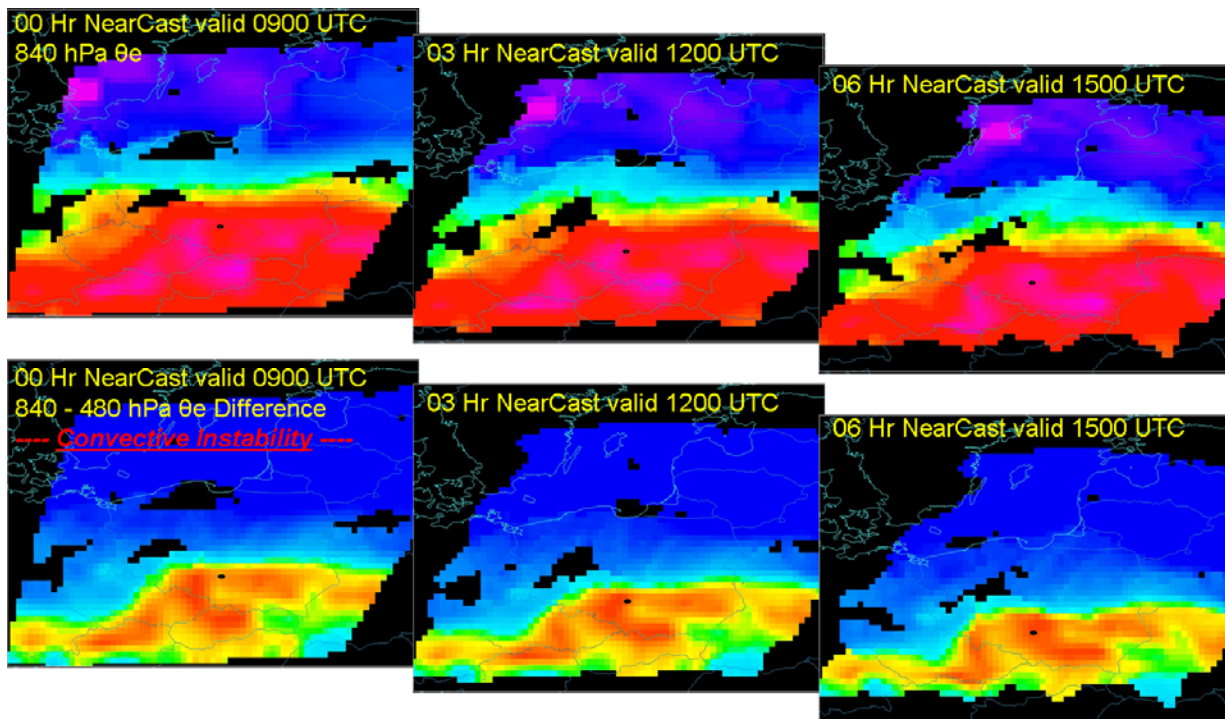 00 Hr NearCast valid 0900 UTC
840 hPa θe
03 Hr NearCast valid 1200 UTC
06 Hr NearCast valid 1500 UTC
00 Hr NearCast valid 0900 UTC
840 - 480 hPa θe Difference
---- Convective Instability ----
03 Hr NearCast valid 1200 UTC
06 Hr NearCast valid 1500 UTC